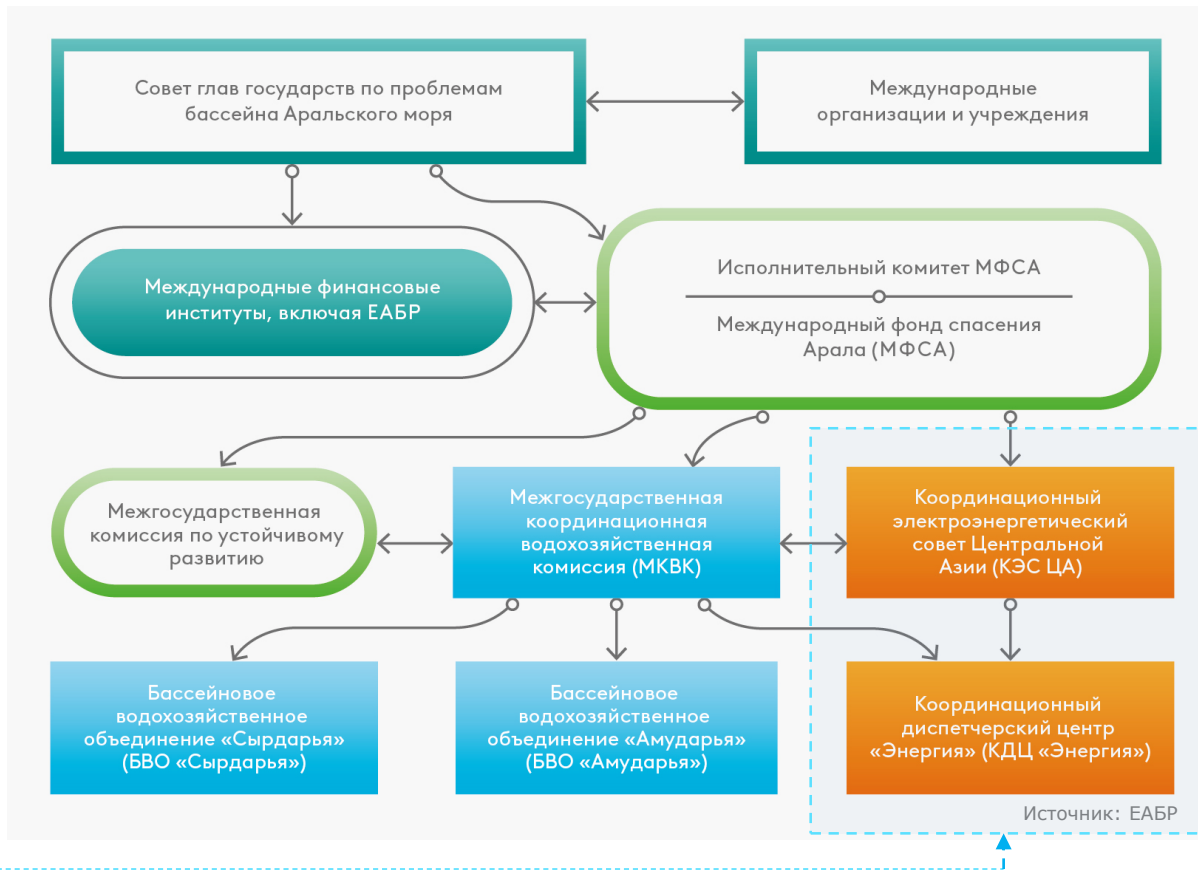 Совет глав государств по проблемам
бассейна Аральского моря
Международные
организации и учреждения
Международные финансовые
институты, включая ЕАБР
Исполнительный комитет МФСА
Международный фонд спасения
Арала (МФСА)
Межгосударственная
комиссия по устойчивому
развитию
Межгосударственная
координационная
водохозяйственная
комиссия (МКВК)
Координационный
электроэнергетический
совет Центральной
Азии (КЭС ЦА)
Бассейновое
водохозяйственное
объединение «Сырдарья»
(БВО «Сырдарья»)
Бассейновое
водохозяйственное
объединение «Амударья»
(БВО «Амударья»)
Координационный
диспетчерский центр
«Энергия» (КДЦ «Энергия»)
Источник: ЕАБР